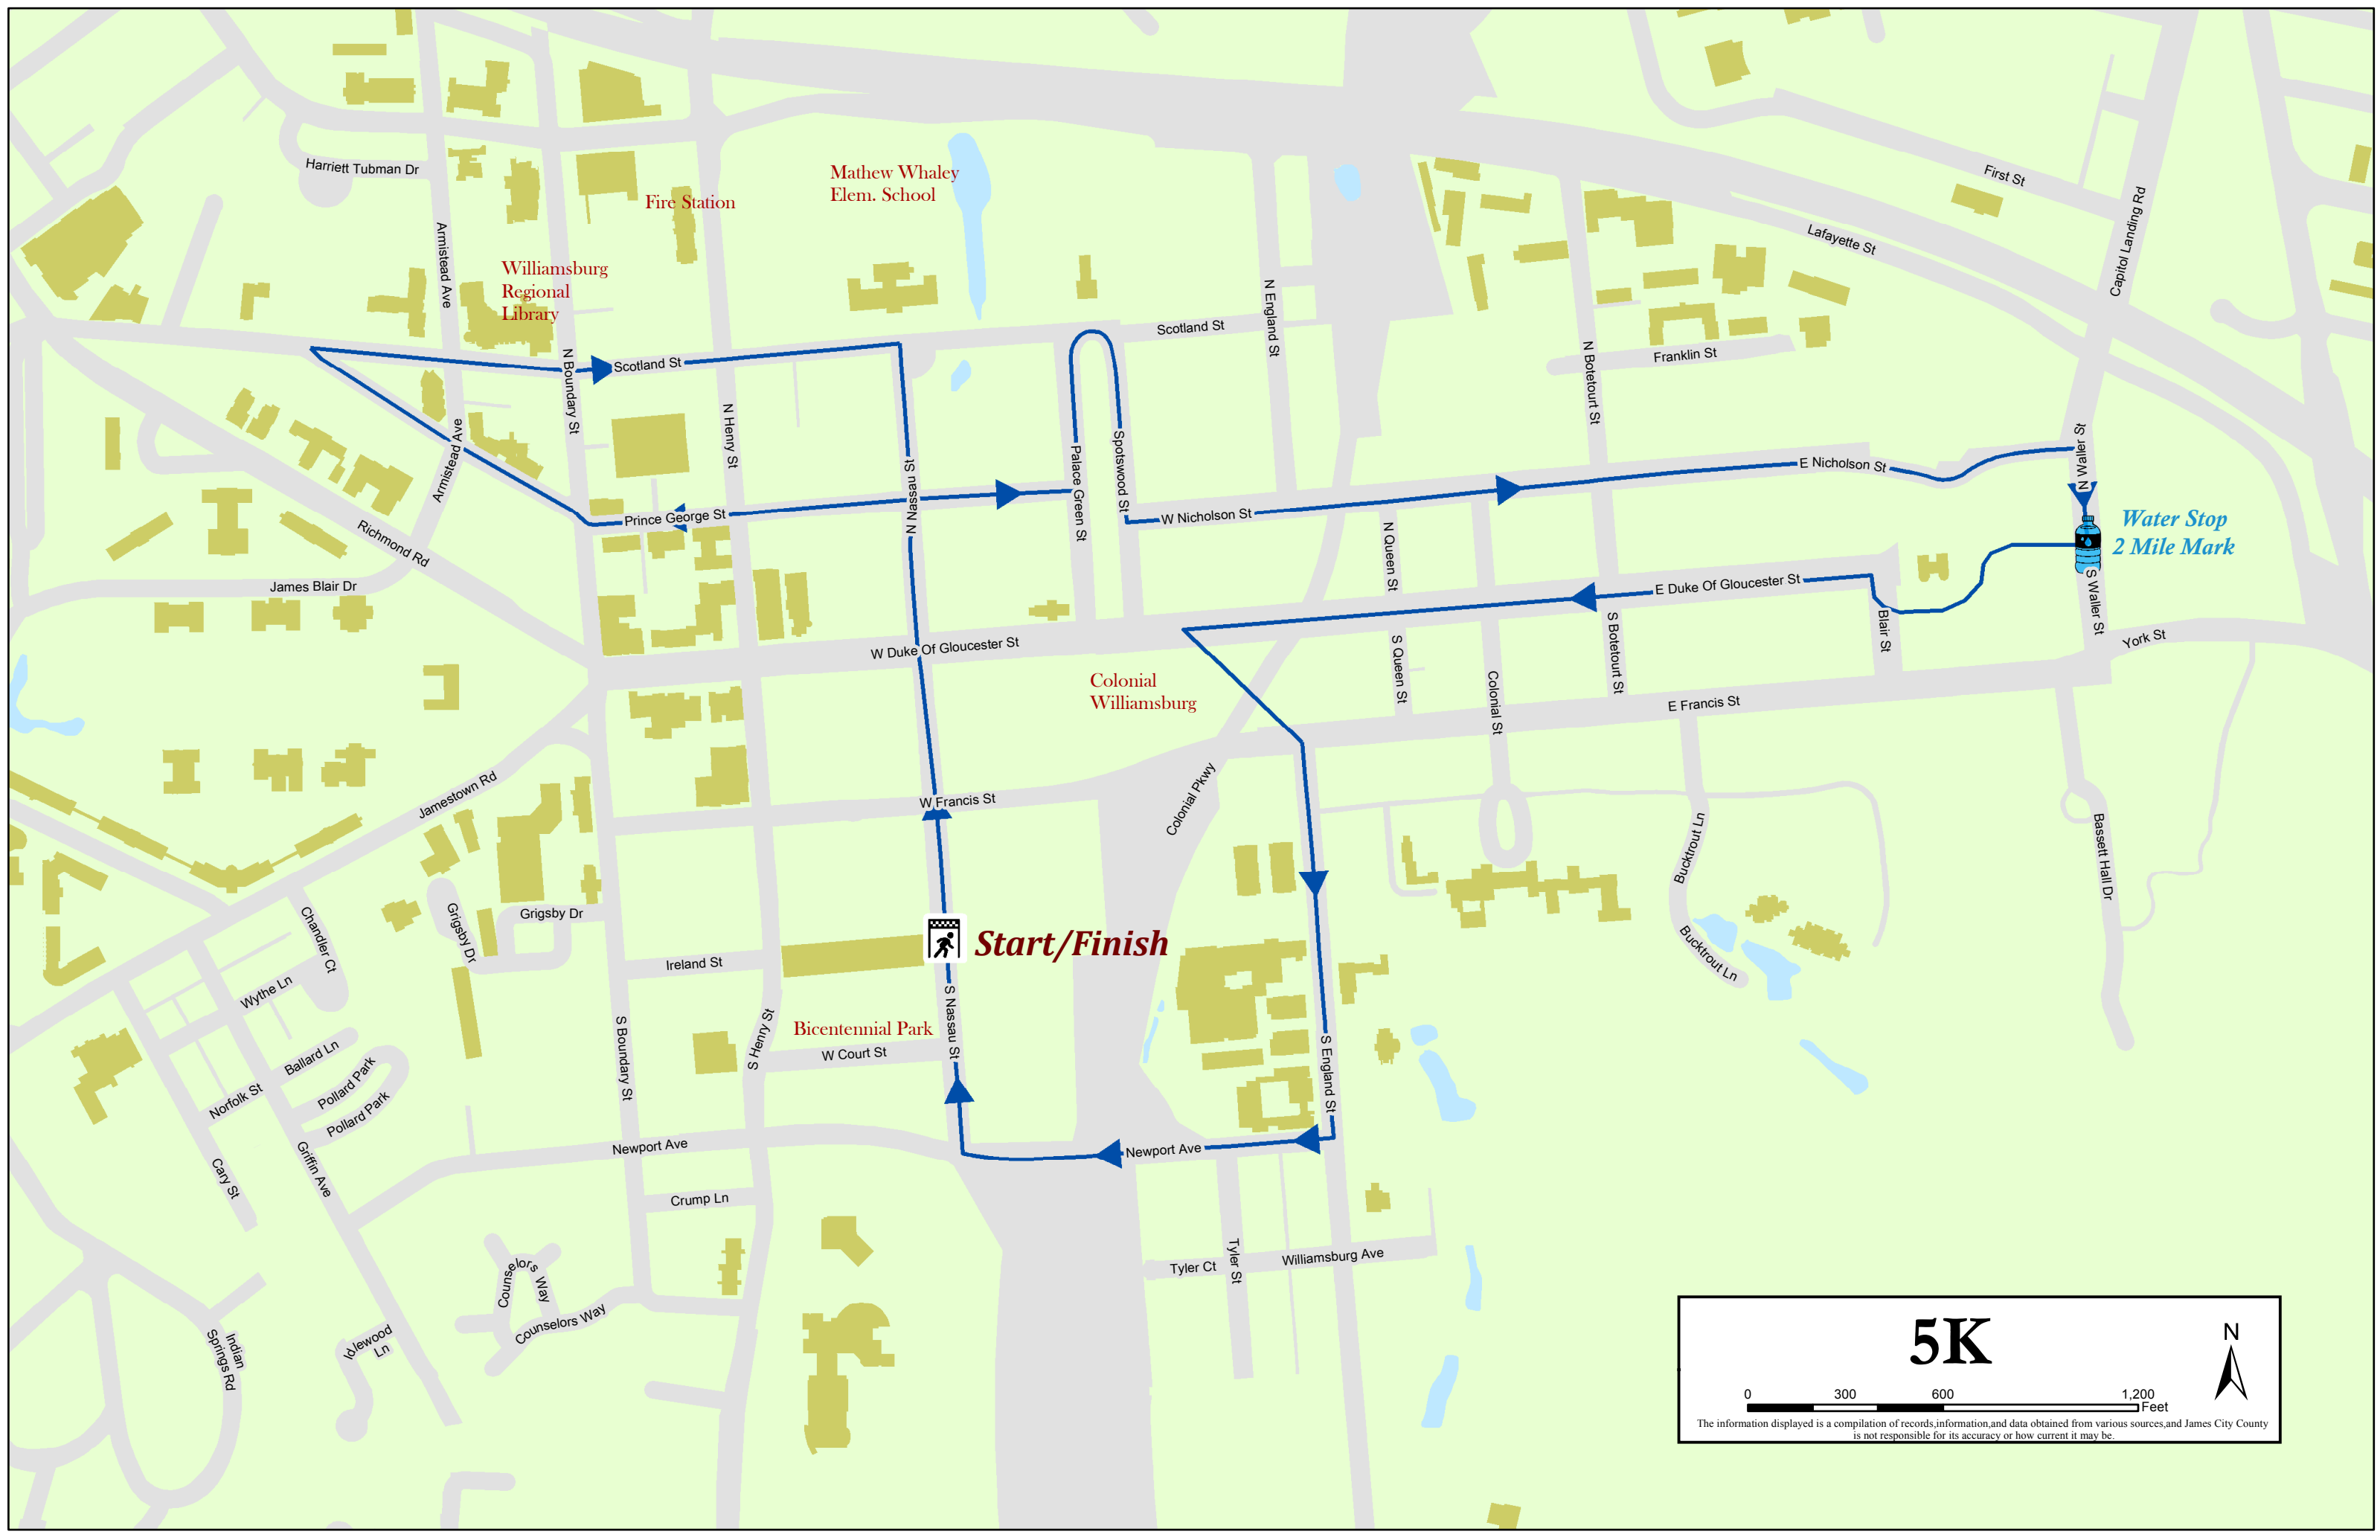 Harriett Tubman Dr
Mathew Whaley
Elem. School
Fire Station
First St
Capitol Landing Rd
Lafayette St
Armistead Ave
Williamsburg
Regional
Library
N England St
Scotland St
Scotland St
Franklin St
N Boundary St
N Henry St
N Botetourt St
Armistead Ave
N Nassau St
Palace Green St
Spotswood St
E Nicholson St
N Waller St
Prince George St
W Nicholson St
Water Stop
2 Mile Mark
Richmond Rd
N Queen St
James Blair Dr
E Duke Of Gloucester St
S Waller St
W Duke Of Gloucester St
S Queen St
S Botetourt St
Blair St
York St
Colonial
Williamsburg
Colonial St
E Francis St
Jamestown Rd
W Francis St
Colonial Pkwy
Bucktrout Ln
Bassett Hall Dr
Grigsby Dr
Grigsby Dr
Chandler Ct
Start/Finish
Bucktrout Ln
Ireland St
Wythe Ln
S Nassau St
Bicentennial Park
S Boundary St
S Henry St
W Court St
S England St
Ballard Ln
Norfolk St
Pollard Park
Pollard Park
Newport Ave
Newport Ave
Griffin Ave
Cary St
Crump Ln
Tyler Ct
Tyler St
Williamsburg Ave
Counselors Way
Counselors Way
Idlewood
Ln
Indian
Springs Rd
5K
N
0 300 600 1,200
Feet
The information displayed is a compilation of records,information,and data obtained from various sources,and James City County
is not responsible for its accuracy or how current it may be.